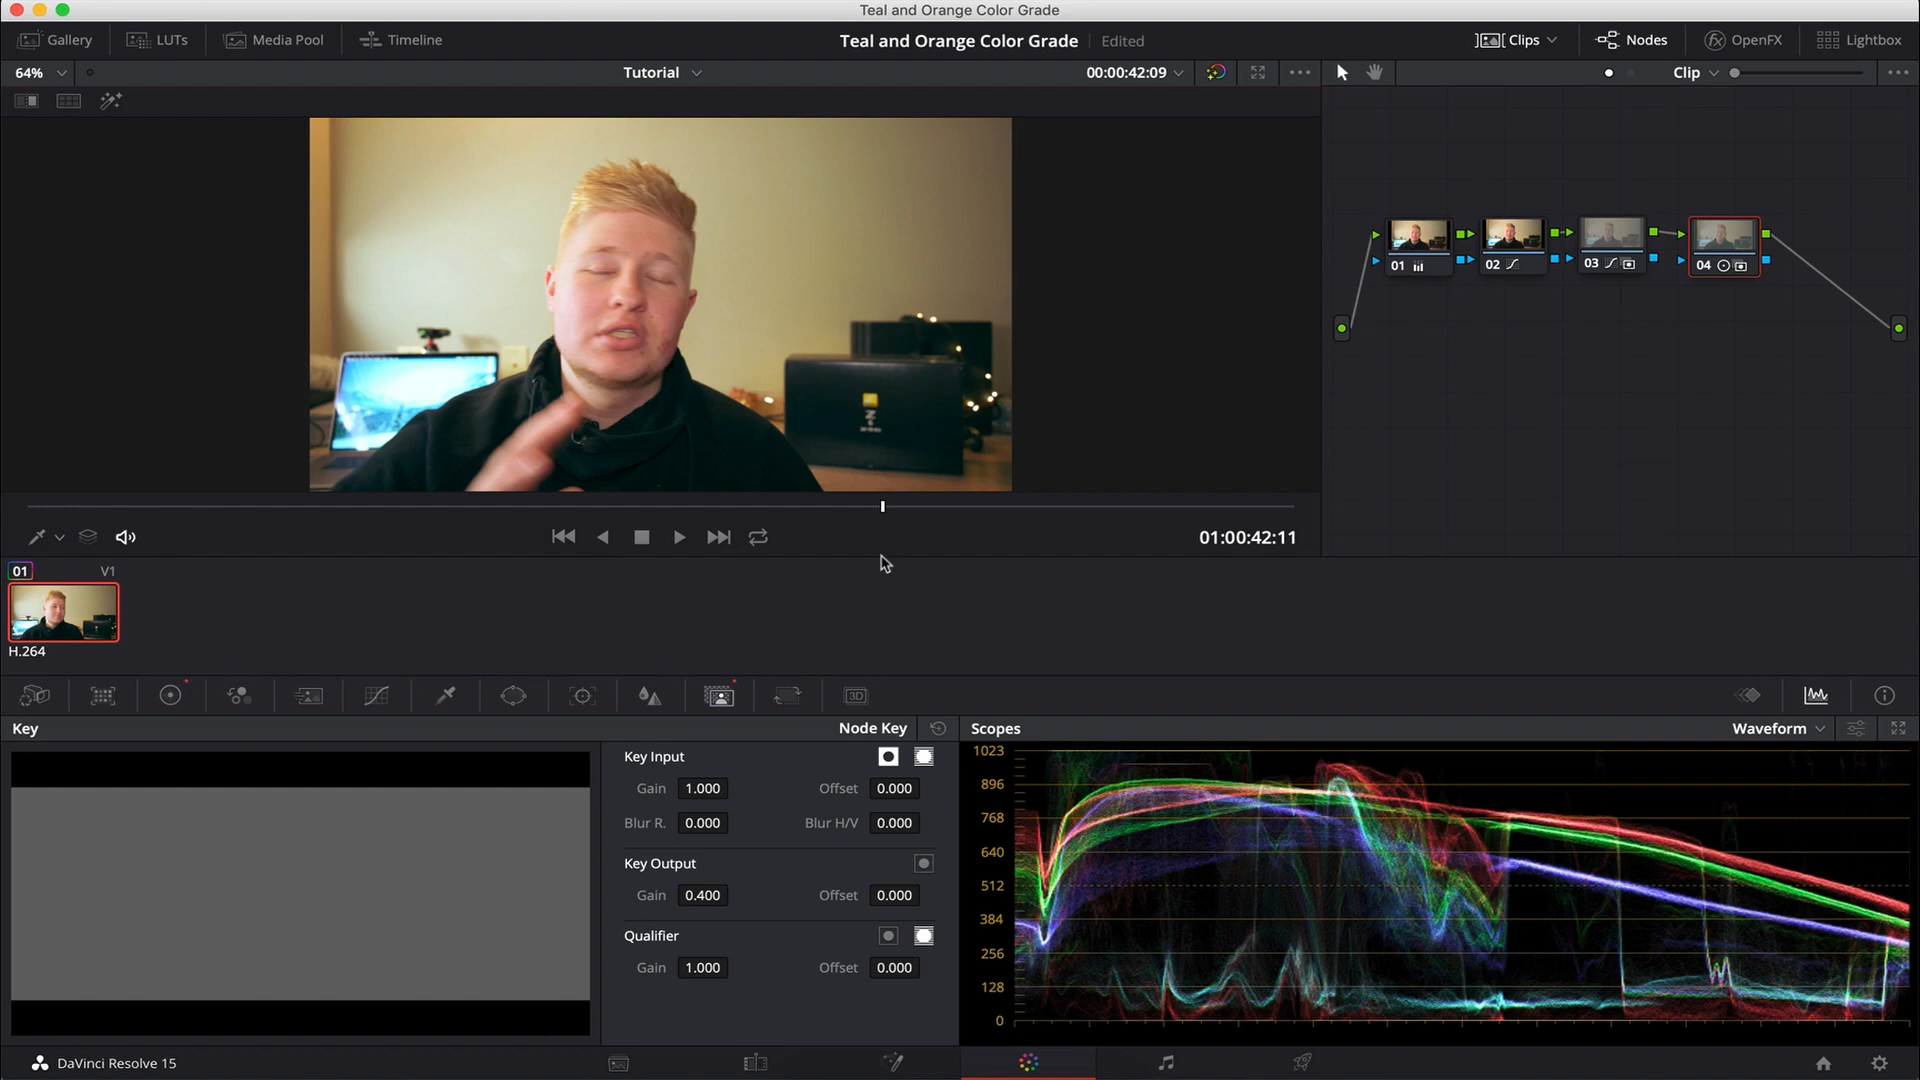 Teal and Orange Color Grade
Gallery LUTs Media Pool Timeline Teal and Orange Color Grade Edited Clips Nodes OpenFX Lightbox
64% Tutorial 00:00:42:09 Clip
01 02 03 04
Z
01:00:42:11
01 V1
H.264
3D
Key Node Key Scopes Waveform
Key Input
Gain 1.000 Offset 0.000
Blur R. 0.000 Blur H/V 0.000
Key Output
Gain 0.400 Offset 0.000
Qualifier
Gain 1.000 Offset 0.000
1023
896
768
640
512
384
256
128
0
DaVinci Resolve 15